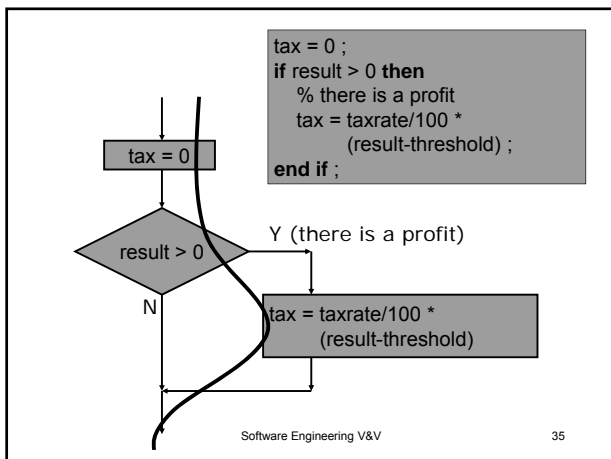 tax = 0 ;
if result > 0 then
% there is a profit
tax = taxrate/100 *
(result-threshold) ;
end if ;
tax = 0
result > 0
Y (there is a profit)
N
tax = taxrate/100 *
(result-threshold)
Software Engineering V&V
35